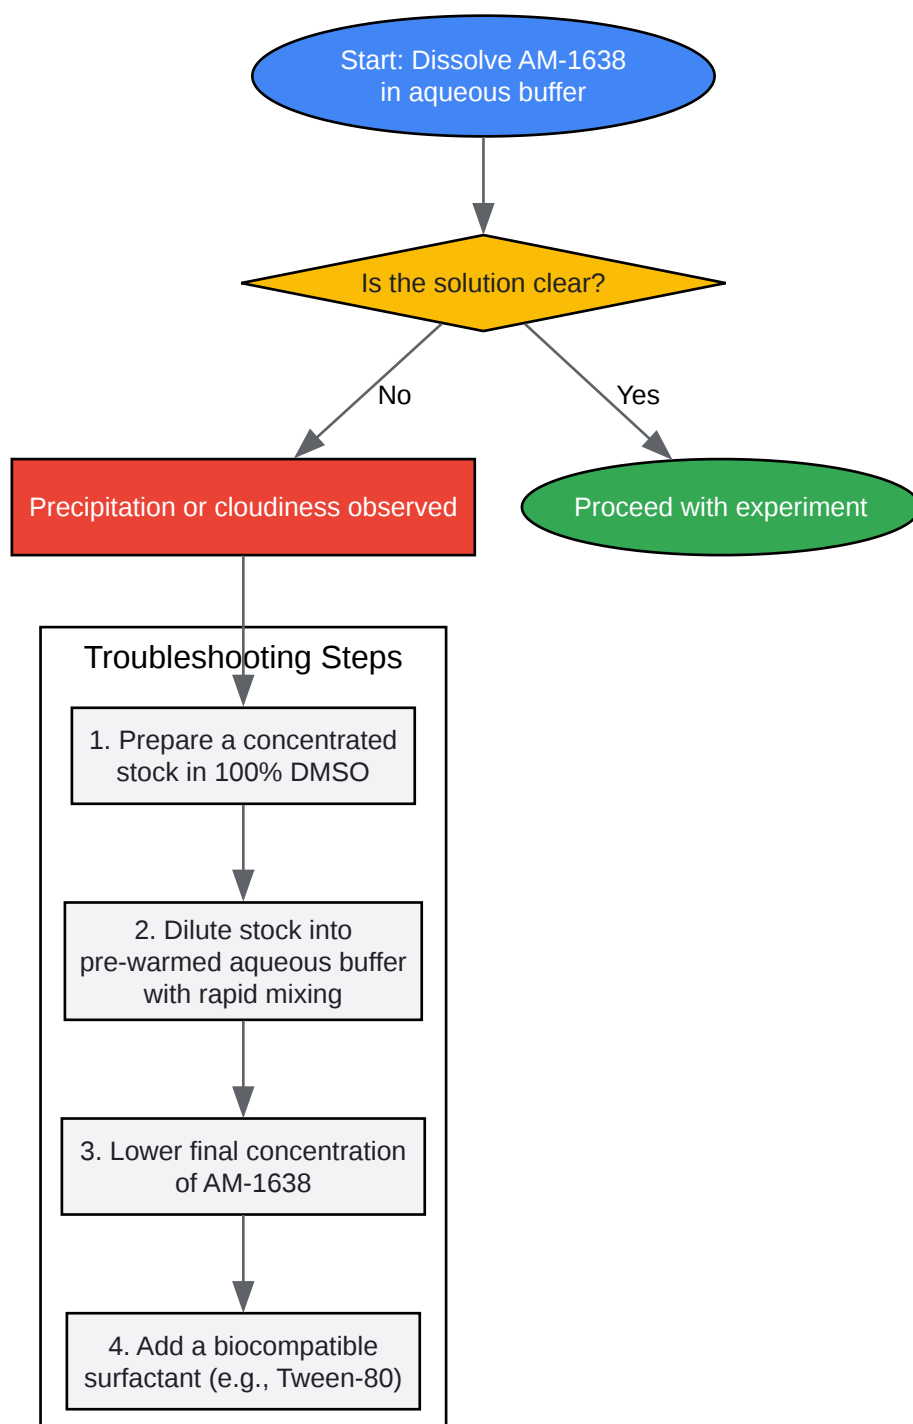 Start: Dissolve AM-1638
in aqueous buffer
Is the solution clear?
No
Yes
Precipitation or cloudiness observed
Proceed with experiment
Troubleshooting Steps
1. Prepare a concentrated
stock in 100% DMSO
2. Dilute stock into
pre-warmed aqueous buffer
with rapid mixing
3. Lower final concentration
of AM-1638
4. Add a biocompatible
surfactant (e.g., Tween-80)